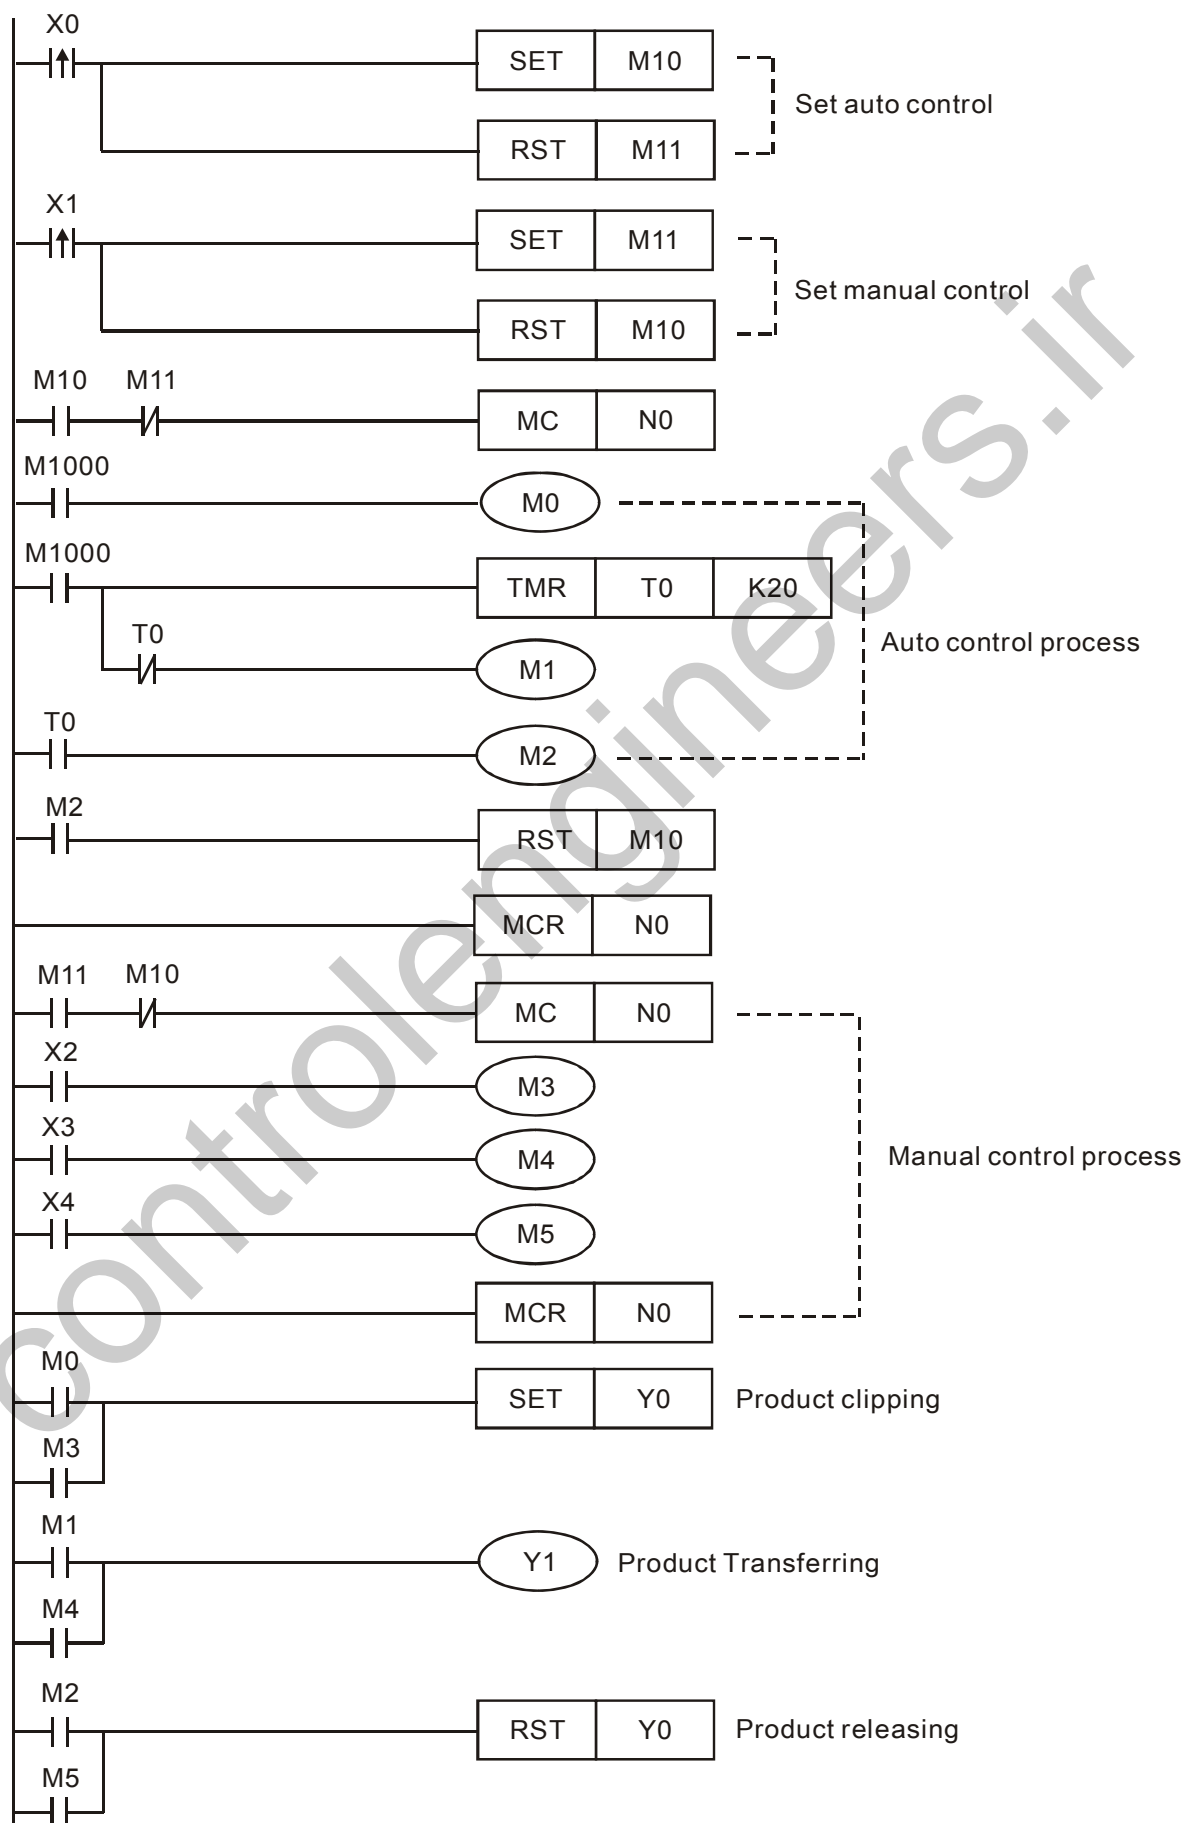 X0
SET M10
Set auto control
RST M11
X1
SET M11
Set manual control
RST M10
M10 M11
MC N0
M1000
M0
M1000
TMR T0 K20
Auto control process
T0
M1
T0
M2
M2
RST M10
MCR N0
M11 M10
MC N0
X2
M3
X3
M4
Manual control process
X4
M5
MCR N0
M0
SET Y0 Product clipping
M3
M1
Y1 Product Transferring
M4
M2
RST Y0 Product releasing
M5
controlengineers.ir